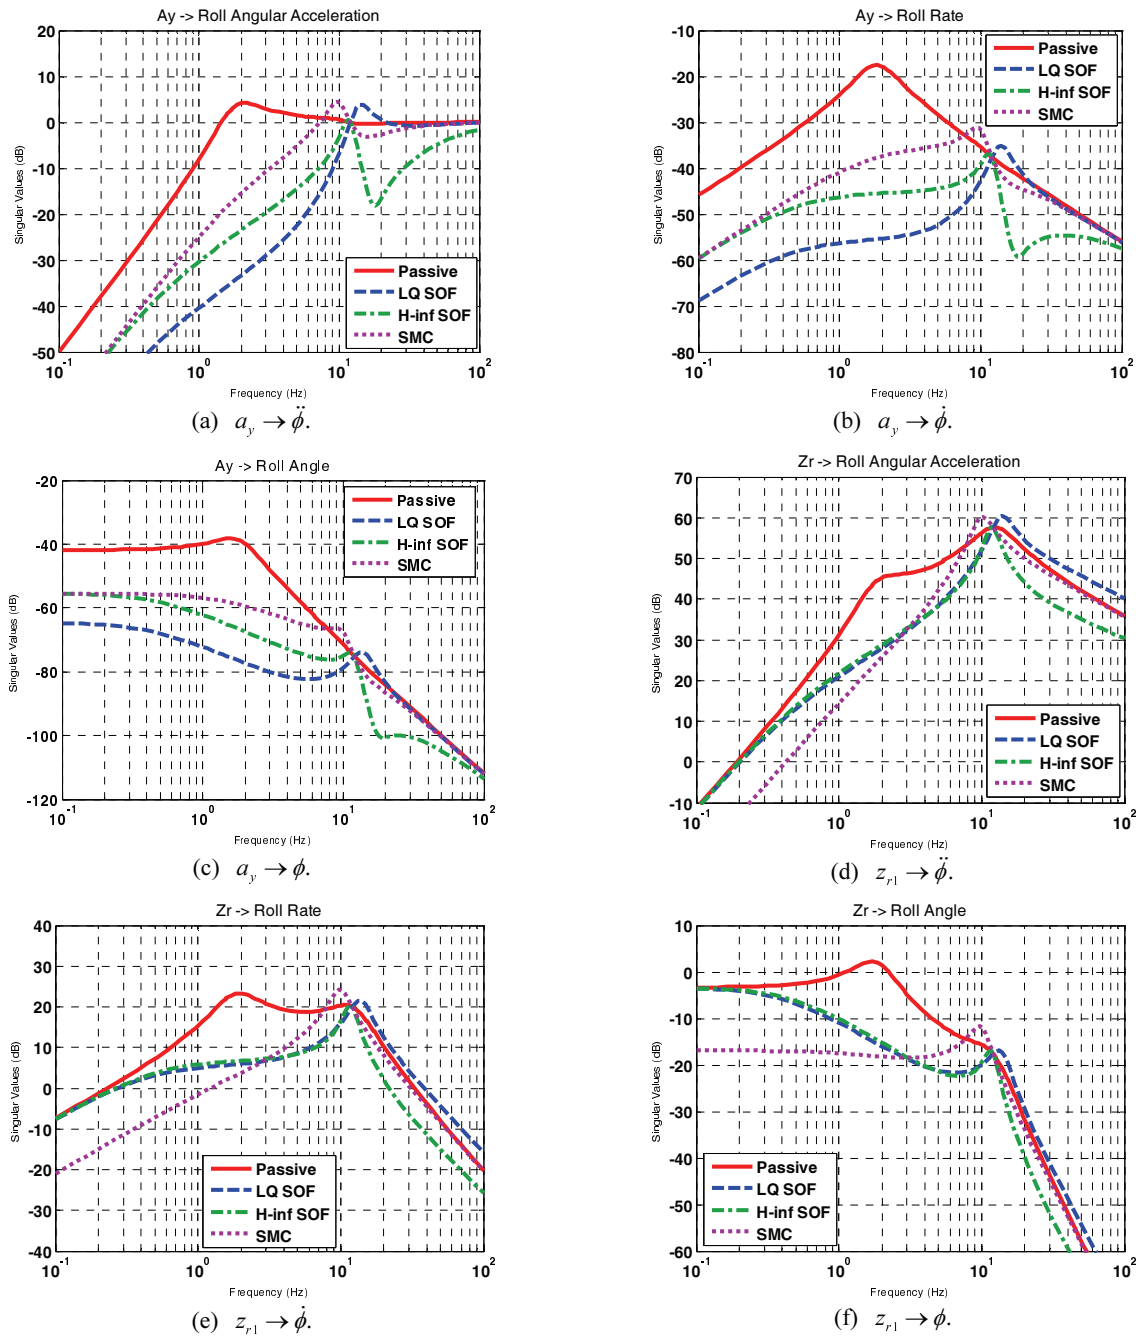 Ay -> Roll Angular Acceleration
20
10
0
-10
-20
-30
-40
-50
Singular Values (dB)
10^-1
10^0
10^1
10^2
Frequency (Hz)
Passive
LQ SOF
H-inf SOF
SMC
(a) a_y → φ̈.
Ay -> Roll Rate
-10
-20
-30
-40
-50
-60
-70
-80
Singular Values (dB)
10^-1
10^0
10^1
10^2
Frequency (Hz)
Passive
LQ SOF
H-inf SOF
SMC
(b) a_y → φ̇.
Ay -> Roll Angle
-20
-40
-60
-80
-100
-120
Singular Values (dB)
10^-1
10^0
10^1
10^2
Frequency (Hz)
Passive
LQ SOF
H-inf SOF
SMC
(c) a_y → φ.
Zr -> Roll Angular Acceleration
70
60
50
40
30
20
10
0
-10
Singular Values (dB)
10^-1
10^0
10^1
10^2
Frequency (Hz)
Passive
LQ SOF
H-inf SOF
SMC
(d) z_r1 → φ̈.
Zr -> Roll Rate
40
30
20
10
0
-10
-20
-30
-40
Singular Values (dB)
10^-1
10^0
10^1
10^2
Frequency (Hz)
Passive
LQ SOF
H-inf SOF
SMC
(e) z_r1 → φ̇.
Zr -> Roll Angle
10
0
-10
-20
-30
-40
-50
-60
Singular Values (dB)
10^-1
10^0
10^1
10^2
Frequency (Hz)
Passive
LQ SOF
H-inf SOF
SMC
(f) z_r1 → φ.